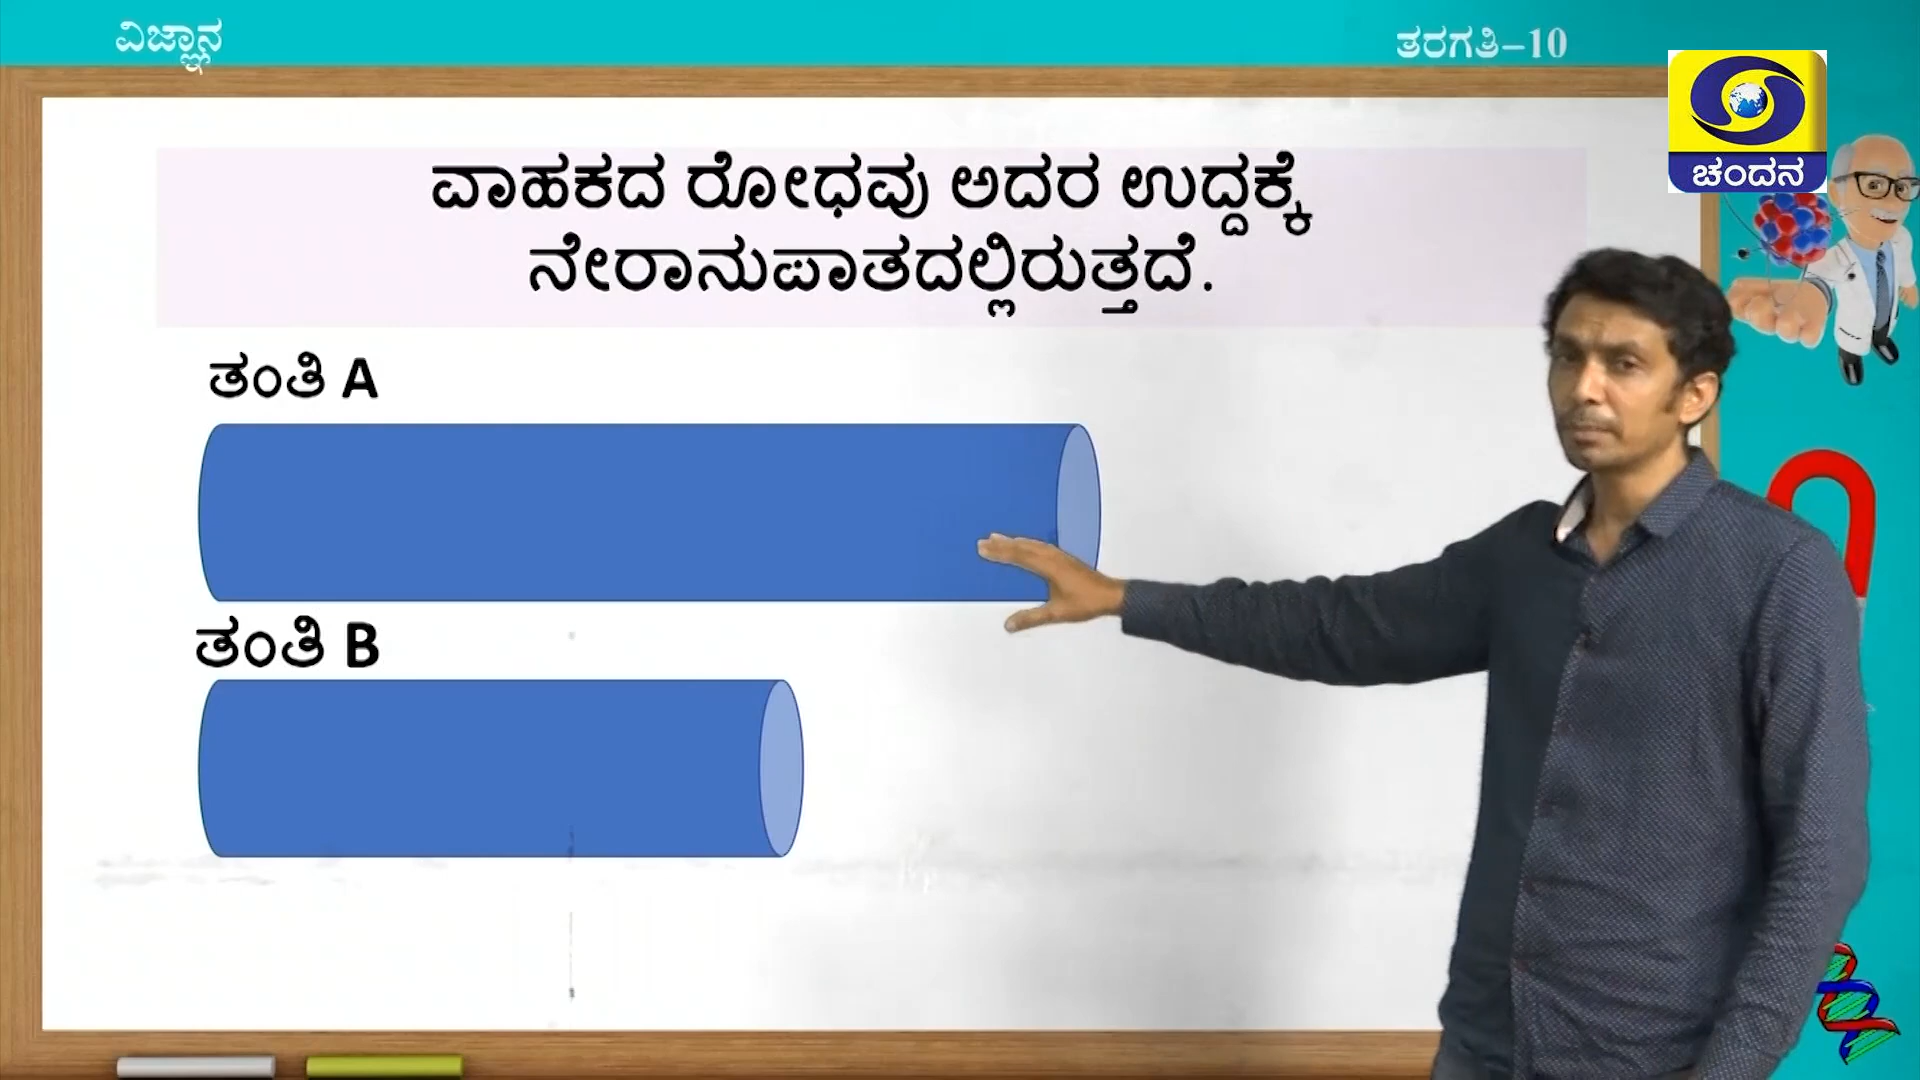 ವಿಜ್ಞಾನ
ತರಗತಿ–10
ಚಂದನ
ವಾಹಕದ ರೋಧವು ಅದರ ಉದ್ದಕ್ಕೆ
ನೇರಾನುಪಾತದಲ್ಲಿರುತ್ತದೆ.
ತಂತಿ A
ತಂತಿ B